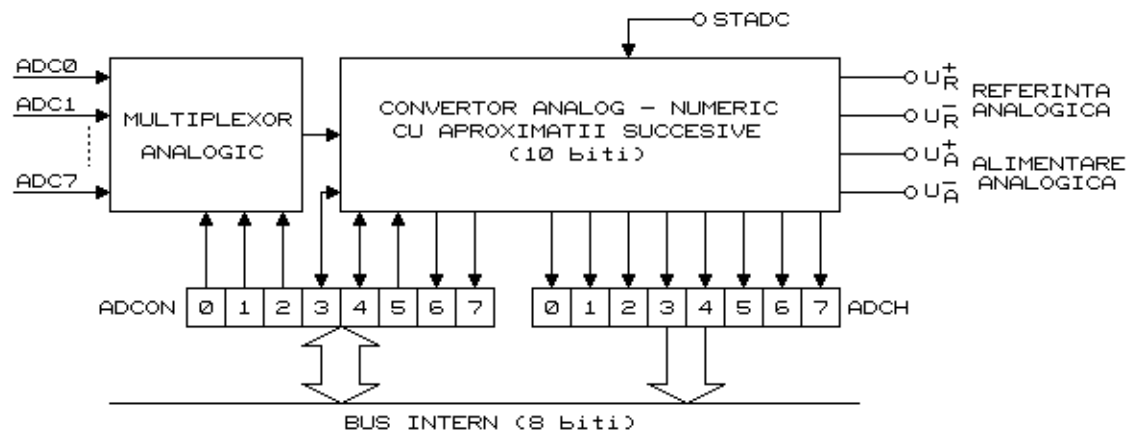 STADC
ADC0
ADC1
ADC7
MULTIPLEXOR
ANALOGIC
CONVERTOR ANALOG - NUMERIC
CU APROXIMATII SUCCESIVE
(10 biti)
U+R
U-R
REFERINTA
ANALOGICA
U+A
U-A
ALIMENTARE
ANALOGICA
ADCON 0 1 2 3 4 5 6 7
0 1 2 3 4 5 6 7 ADCH
BUS INTERN (8 biti)